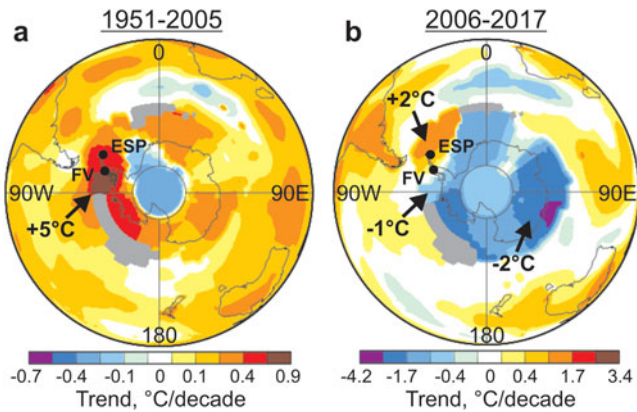 1951-2005
a
0
ESP
FV
90W
90E
+5°C
180
-0.7 -0.4 -0.1 0 0.1 0.4 0.9
Trend, °C/decade
2006-2017
b
0
+2°C
ESP
FV
90W
90E
-1°C
-2°C
180
-4.2 -1.7 -0.4 0 0.4 1.7 3.4
Trend, °C/decade